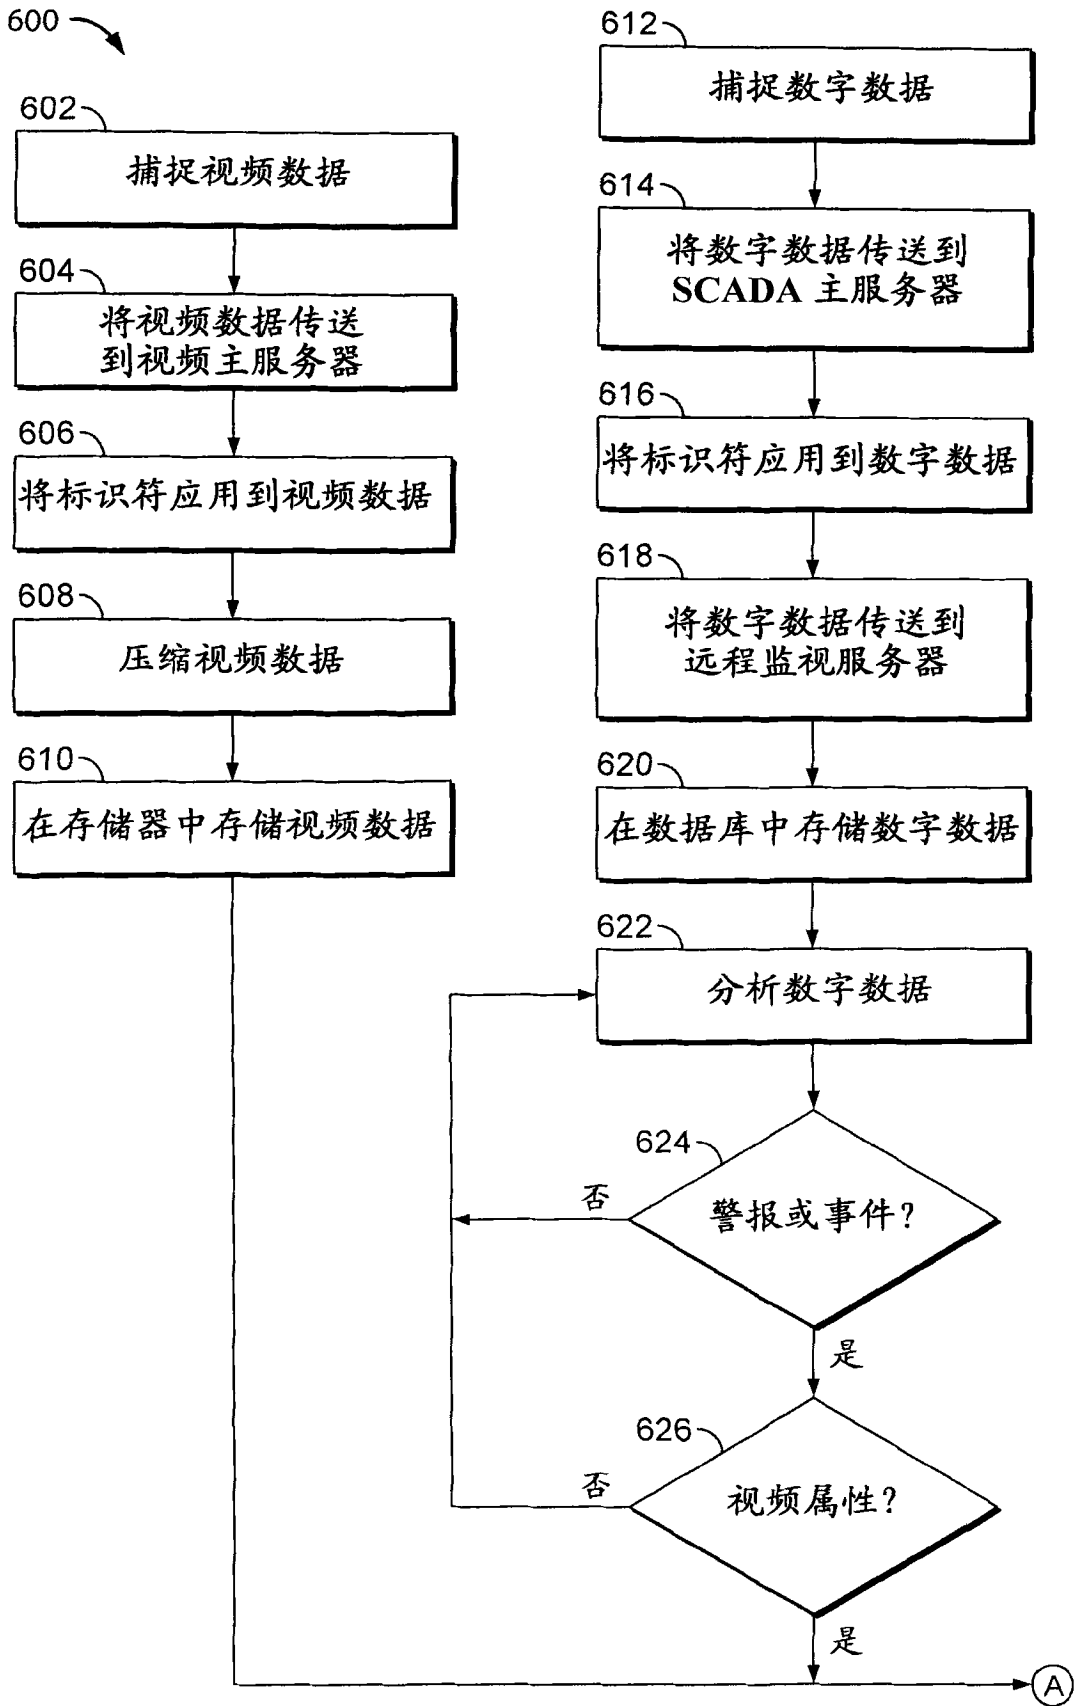 600
602
捕捉视频数据
604
将视频数据传送
到视频主服务器
606
将标识符应用到视频数据
608
压缩视频数据
610
在存储器中存储视频数据
612
捕捉数字数据
614
将数字数据传送到
SCADA 主服务器
616
将标识符应用到数字数据
618
将数字数据传送到
远程监视服务器
620
在数据库中存储数字数据
622
分析数字数据
624
否
警报或事件?
是
626
否
视频属性?
是
A